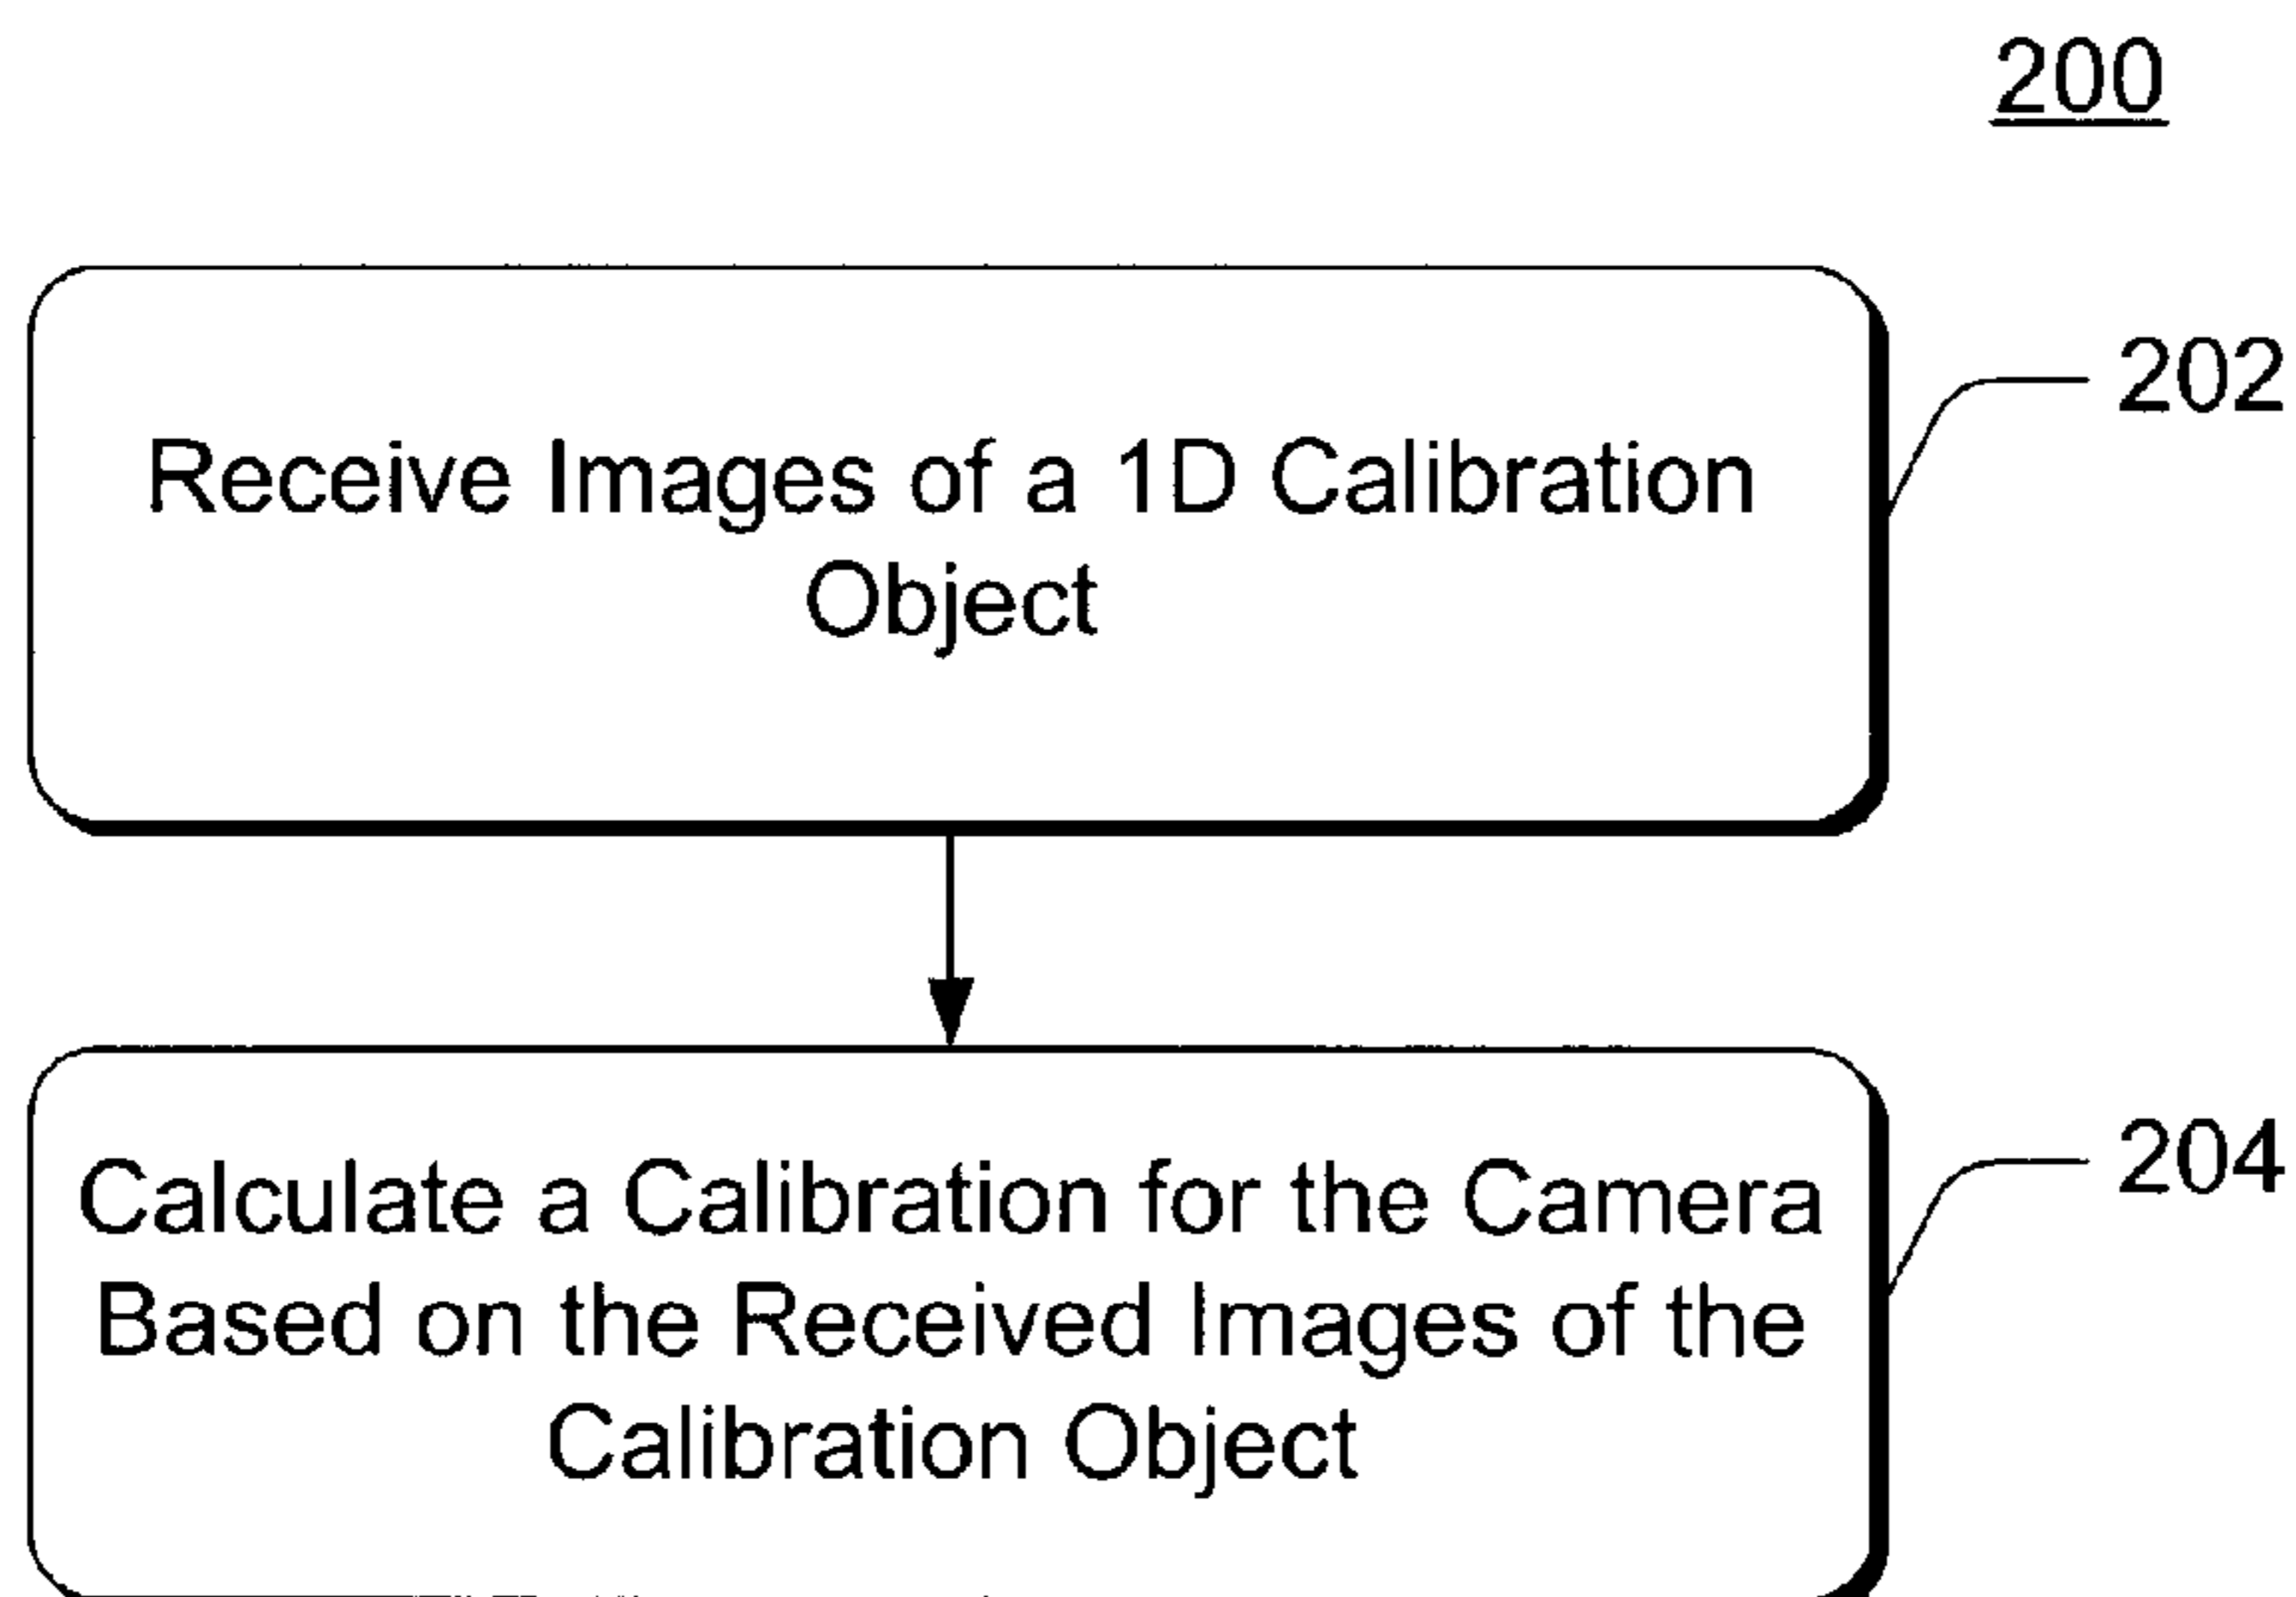 200
Receive Images of a 1D Calibration
Object
202
Calculate a Calibration for the Camera
Based on the Received Images of the
Calibration Object
204